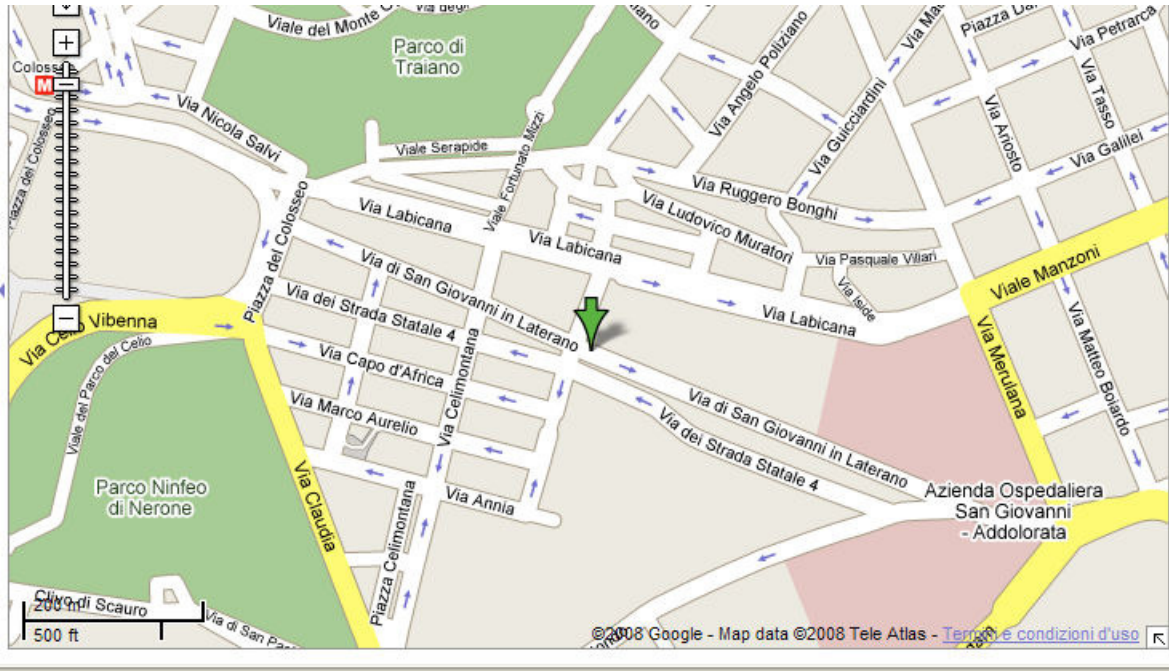 Viale del Monte
Parco di
Traiano
Via Angelo Poliziano
Via Guicciardini
Piazza
Via Petrarca
Via Tasso
Via Ariosto
Via Galilei
M
Via Nicola Salvi
Viale Serapide
Viale Fortunato Mizzi
Via Ruggero Bonghi
Via Ludovico Muratori
Via Labicana
Via Labicana
Via Pasquale Villari
Via Iside
Viale Manzoni
Piazza del Colosseo
Piazza del Colosseo
Via di San Giovanni in Laterano
Via dei Strada Statale 4
Via Labicana
Vibenna
Viale del Parco del Celio
Via Capo d'Africa
Via Celimontana
Via Merulana
Via Matteo Boiardo
Via Marco Aurelio
Via di San Giovanni in Laterano
Via dei Strada Statale 4
Via Claudia
Via Annia
Parco Ninfeo
di Nerone
Azienda Ospedaliera
San Giovanni
- Addolorata
Piazza Celimontana
Clivo di Scauro
Via di San
200 m
500 ft
©2008 Google - Map data ©2008 Tele Atlas - Termini e condizioni d'uso